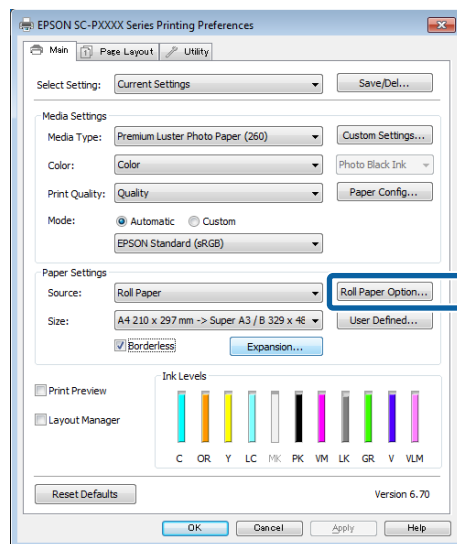 EPSON SC-PXXXX Series Printing Preferences
Main Page Layout Utility
Select Setting: Current Settings Save/Del...
Media Settings
Media Type: Premium Luster Photo Paper (260) Custom Settings...
Color: Color Photo Black Ink
Print Quality: Quality Paper Config...
Mode: Automatic Custom
EPSON Standard (sRGB)
Paper Settings
Source: Roll Paper Roll Paper Option...
Size: A4 210 x 297 mm -> Super A3 / B 329 x 48 User Defined...
Borderless Expansion...
Ink Levels
Print Preview
Layout Manager
C OR Y LC MK PK VM LK GR V VLM
Reset Defaults Version 6.70
OK Cancel Apply Help